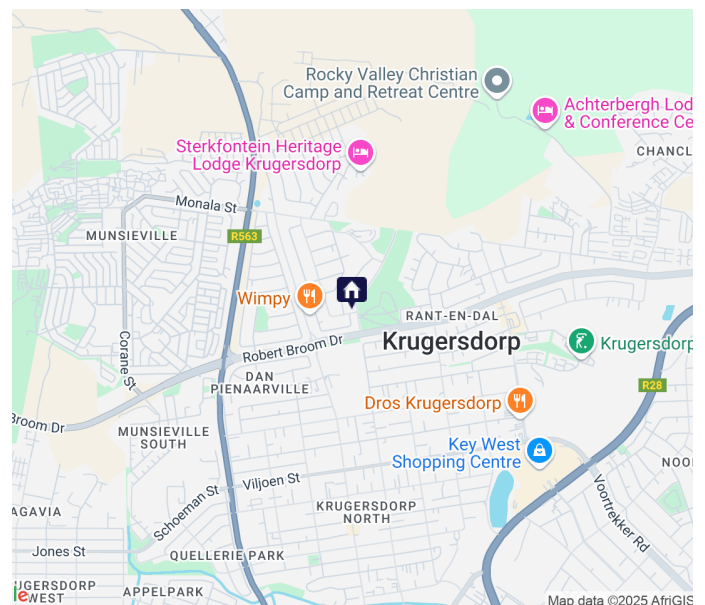 Rocky Valley Christian
Camp and Retreat Centre
Achterbergh Lod
& Conference Ce
Sterkfontein Heritage
Lodge Krugersdorp
CHANCL
Monala St
MUNSIEVILLE
R563
Wimpy
RANT-EN-DAL
Krugersdorp
Krugersdorp
Robert Broom Dr
Corane St
DAN
PIENAARVILLE
R28
Dros Krugersdorp
Broom Dr
MUNSIEVILLE
SOUTH
Key West
Shopping Centre
NOO
Viljoen St
Voortrekker Rd
Schoeman St
AGAVIA
KRUGERSDORP
NORTH
Jones St
QUELLERIE PARK
UGERSDORP
WEST
APPELPARK
le
Map data ©2025 AfriGIS